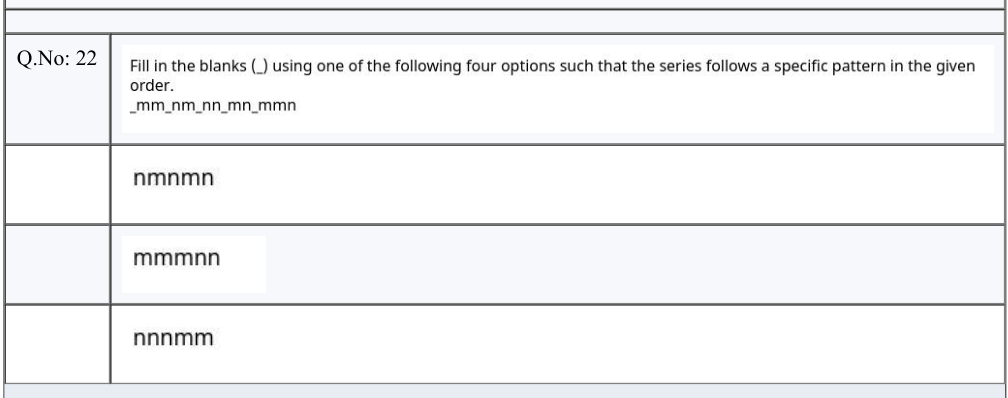 Q.No: 22
Fill in the blanks (_) using one of the following four options such that the series follows a specific pattern in the given
order.
_mm_nm_nn_mn_mmn
nmnmn
mmmnn
nnnmm